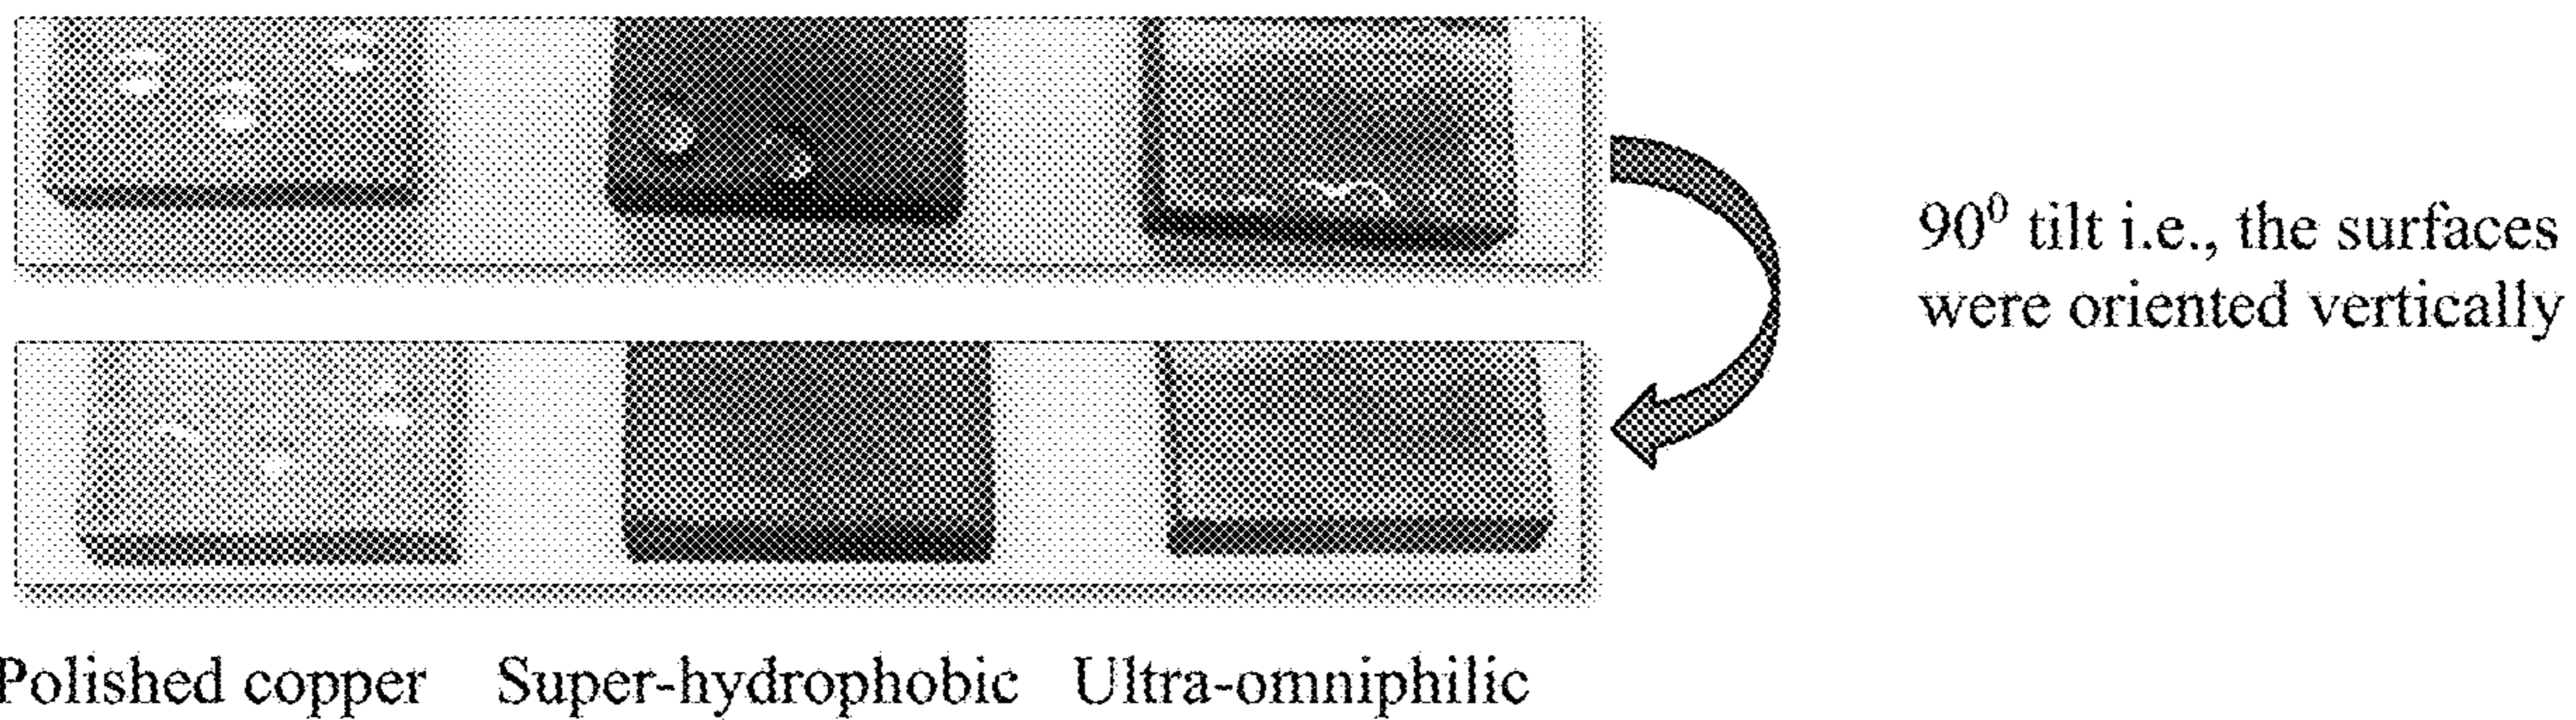 90⁰ tilt i.e., the surfaces
were oriented vertically
Polished copper Super-hydrophobic Ultra-omniphilic